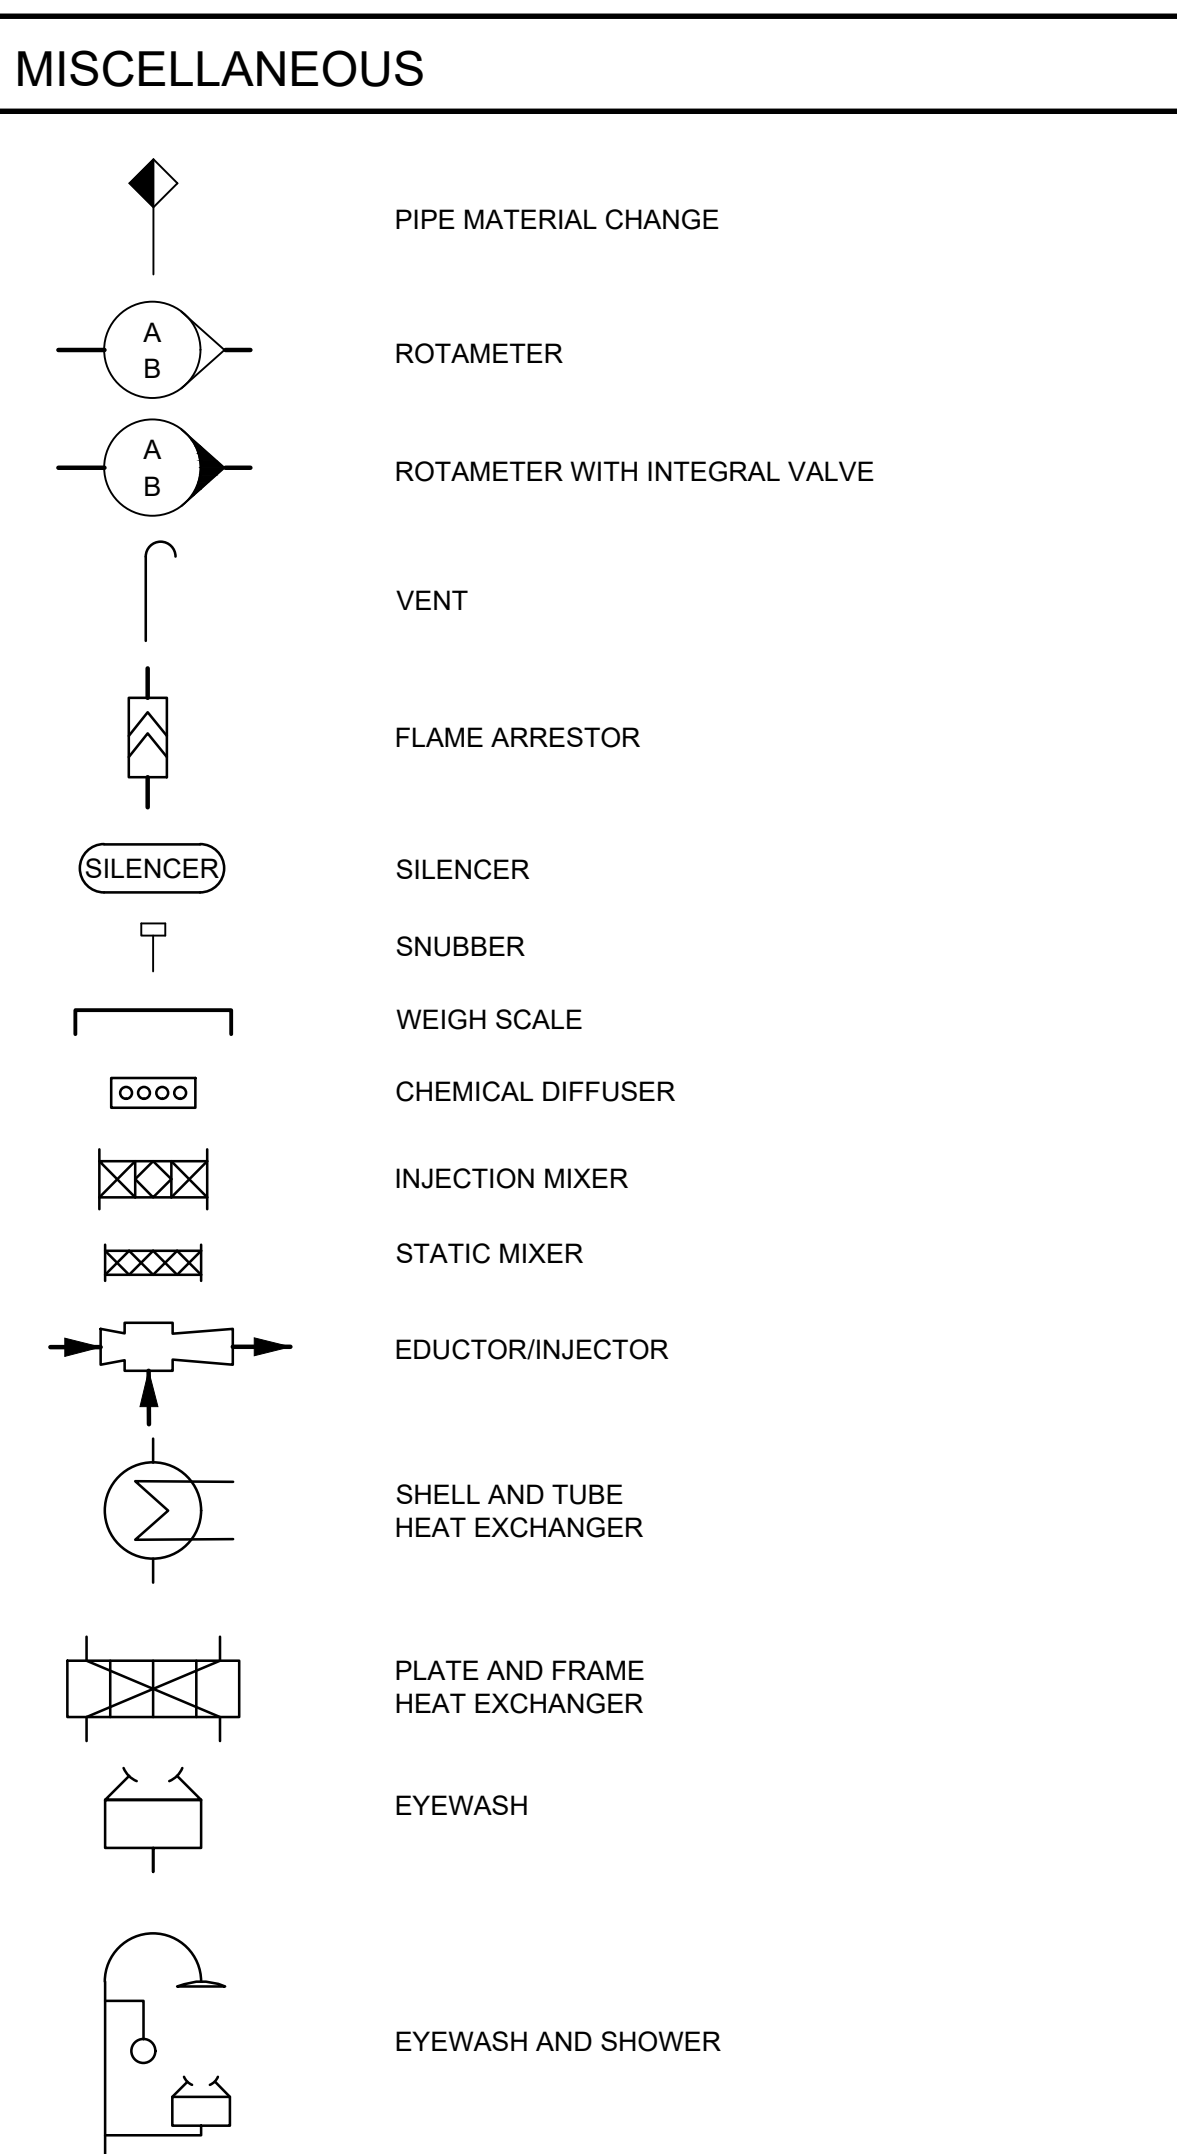 MISCELLANEOUS
PIPE MATERIAL CHANGE
A
B
ROTAMETER
A
B
ROTAMETER WITH INTEGRAL VALVE
VENT
FLAME ARRESTOR
SILENCER
SILENCER
SNUBBER
WEIGH SCALE
CHEMICAL DIFFUSER
INJECTION MIXER
STATIC MIXER
EDUCTOR/INJECTOR
SHELL AND TUBE
HEAT EXCHANGER
PLATE AND FRAME
HEAT EXCHANGER
EYEWASH
EYEWASH AND SHOWER